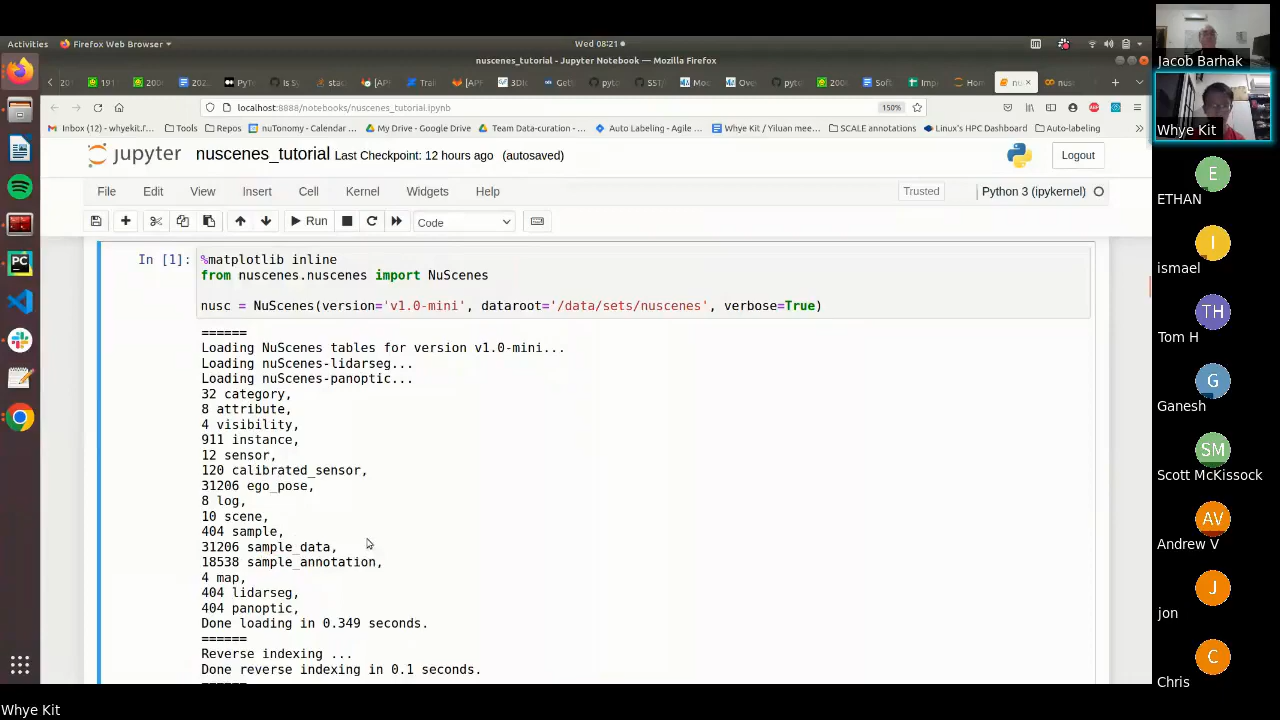 Activities
Firefox Web Browser
Wed 08:21
nuscenes_tutorial - Jupyter Notebook — Mozilla Firefox
localhost:8888/notebooks/nuscenes_tutorial.ipynb
150%
Inbox (12) - whyekit.f...
Tools
Repos
nuTonomy - Calendar ...
My Drive - Google Drive
Team Data-curation - ...
Auto Labeling - Agile ...
Whye Kit / Yiluan mee...
SCALE annotations
Linux's HPC Dashboard
Auto-labeling
jupyter
nuscenes_tutorial Last Checkpoint: 12 hours ago (autosaved)
Logout
File Edit View Insert Cell Kernel Widgets Help
Trusted
Python 3 (ipykernel)
Run
Code
In [1]:
%matplotlib inline
from nuscenes.nuscenes import NuScenes
nusc = NuScenes(version='v1.0-mini', dataroot='/data/sets/nuscenes', verbose=True)
======
Loading NuScenes tables for version v1.0-mini...
Loading nuScenes-lidarseg...
Loading nuScenes-panoptic...
32 category,
8 attribute,
4 visibility,
911 instance,
12 sensor,
120 calibrated_sensor,
31206 ego_pose,
8 log,
10 scene,
404 sample,
31206 sample_data,
18538 sample_annotation,
4 map,
404 lidarseg,
404 panoptic,
Done loading in 0.349 seconds.
======
Reverse indexing ...
Done reverse indexing in 0.1 seconds.
Jacob Barhak
Whye Kit
E
ETHAN
I
ismael
TH
Tom H
G
Ganesh
SM
Scott McKissock
AV
Andrew V
J
jon
C
Chris
Whye Kit